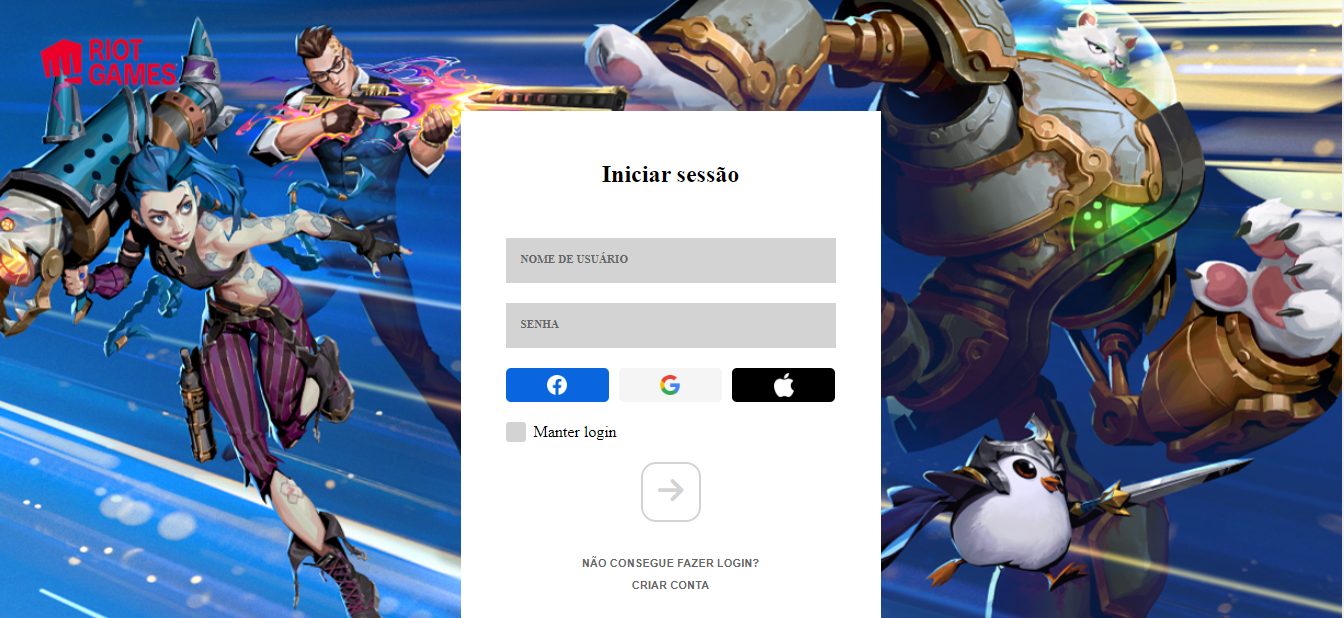 RIOT
GAMES
Iniciar sessão
NOME DE USUÁRIO
SENHA
Manter login
NÃO CONSEGUE FAZER LOGIN?
CRIAR CONTA